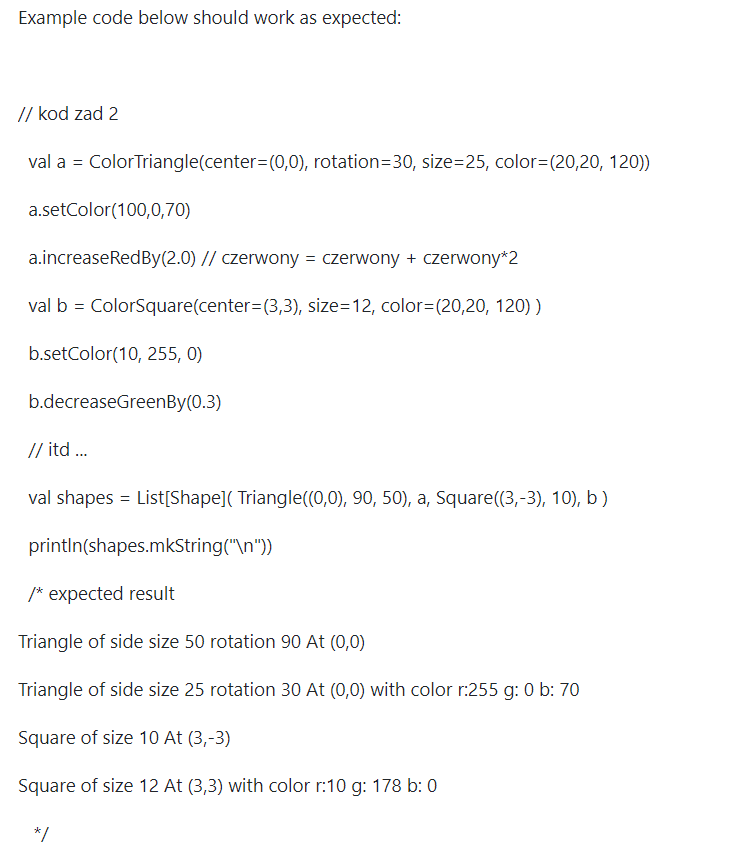 Example code below should work as expected:
// kod zad 2
val a = ColorTriangle(center=(0,0), rotation=30, size=25, color=(20,20, 120))
a.setColor(100,0,70)
a.increaseRedBy(2.0) // czerwony = czerwony + czerwony*2
val b = ColorSquare(center=(3,3), size=12, color=(20,20, 120) )
b.setColor(10, 255, 0)
b.decreaseGreenBy(0.3)
// itd ...
val shapes = List[Shape]( Triangle((0,0), 90, 50), a, Square((3,-3), 10), b )
println(shapes.mkString("\n"))
/* expected result
Triangle of side size 50 rotation 90 At (0,0)
Triangle of side size 25 rotation 30 At (0,0) with color r:255 g: 0 b: 70
Square of size 10 At (3,-3)
Square of size 12 At (3,3) with color r:10 g: 178 b: 0
*/